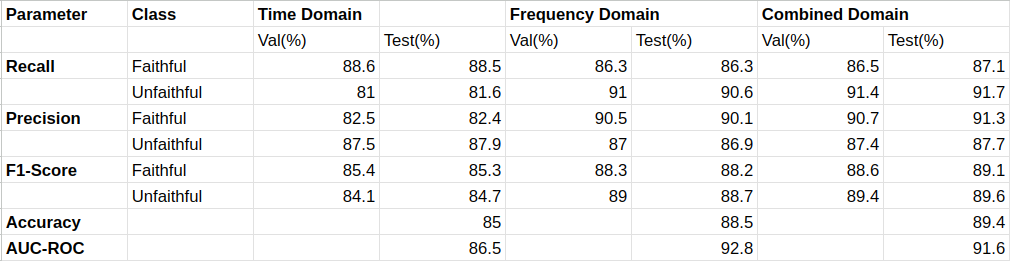 Parameter Class Time Domain Frequency Domain Combined Domain
Val(%) Test(%) Val(%) Test(%) Val(%) Test(%)
Recall Faithful 88.6 88.5 86.3 86.3 86.5 87.1
Unfaithful 81 81.6 91 90.6 91.4 91.7
Precision Faithful 82.5 82.4 90.5 90.1 90.7 91.3
Unfaithful 87.5 87.9 87 86.9 87.4 87.7
F1-Score Faithful 85.4 85.3 88.3 88.2 88.6 89.1
Unfaithful 84.1 84.7 89 88.7 89.4 89.6
Accuracy 85 88.5 89.4
AUC-ROC 86.5 92.8 91.6